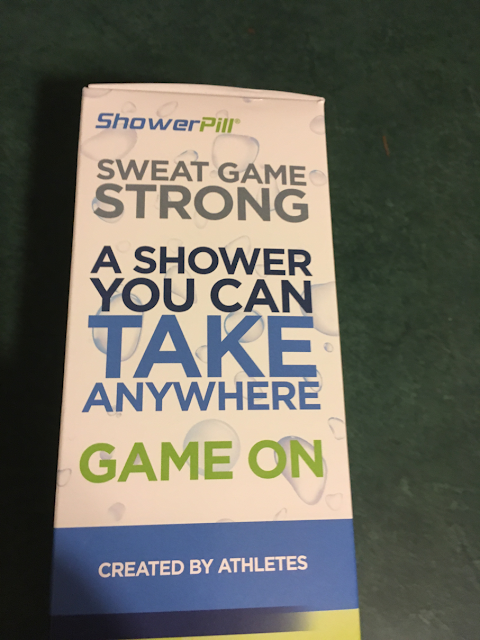 ShowerPill®
SWEAT GAME
STRONG
A SHOWER
YOU CAN
TAKE
ANYWHERE
GAME ON
CREATED BY ATHLETES